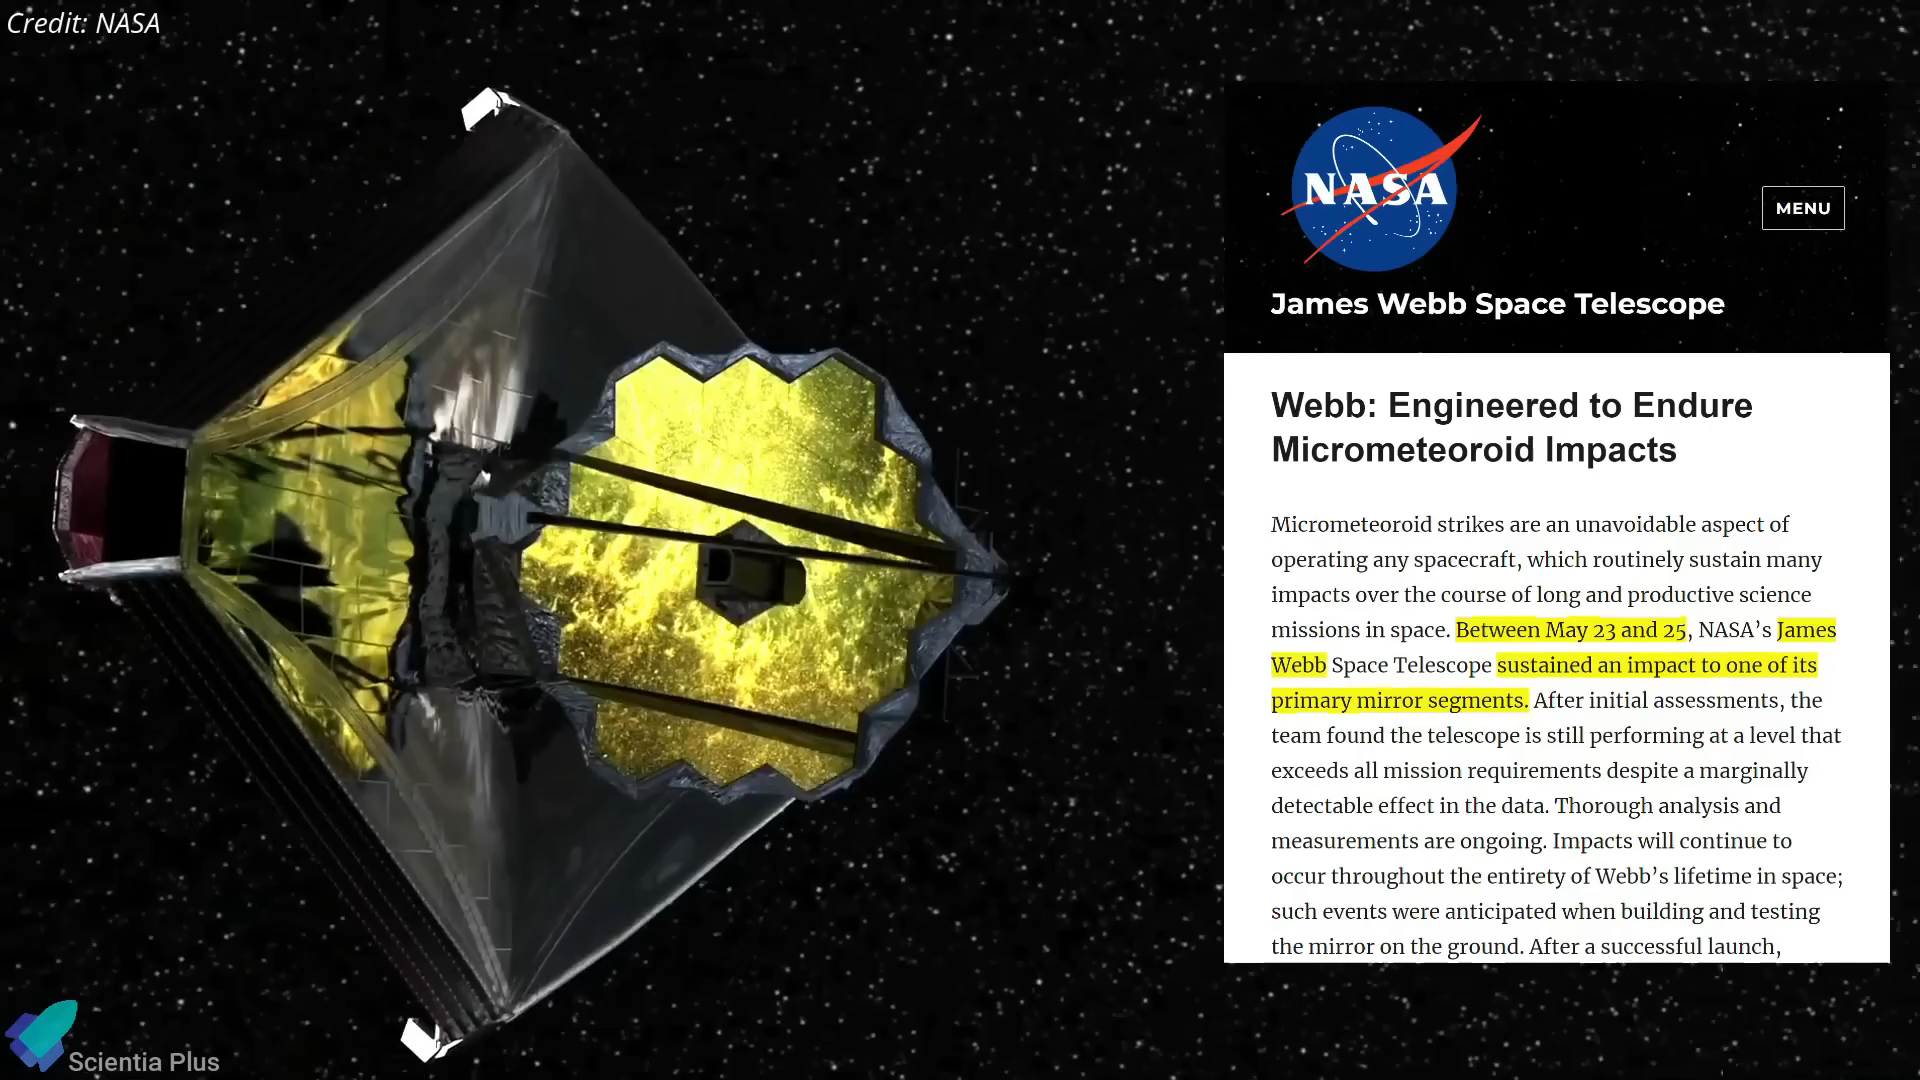 Credit: NASA
NASA
MENU
James Webb Space Telescope
Webb: Engineered to Endure
Micrometeoroid Impacts
Micrometeoroid strikes are an unavoidable aspect of
operating any spacecraft, which routinely sustain many
impacts over the course of long and productive science
missions in space. Between May 23 and 25, NASA’s James
Webb Space Telescope sustained an impact to one of its
primary mirror segments. After initial assessments, the
team found the telescope is still performing at a level that
exceeds all mission requirements despite a marginally
detectable effect in the data. Thorough analysis and
measurements are ongoing. Impacts will continue to
occur throughout the entirety of Webb’s lifetime in space;
such events were anticipated when building and testing
the mirror on the ground. After a successful launch,
Scientia Plus